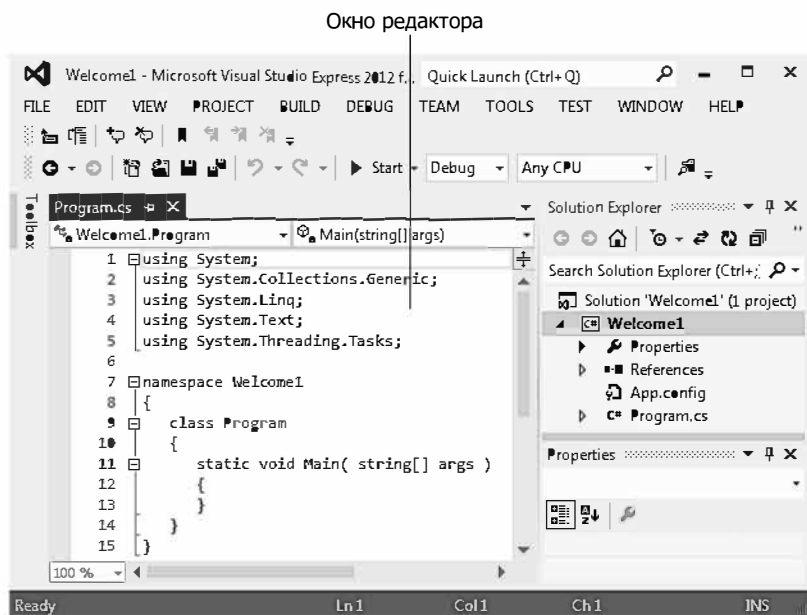 Окно редактора
Welcome1 - Microsoft Visual Studio Express 2012 f... Quick Launch (Ctrl+Q)
FILE EDIT VIEW PROJECT BUILD DEBUG TEAM TOOLS TEST WINDOW HELP
Start Debug Any CPU
Toolbox
Program.cs
Solution Explorer
Welcome1.Program
Main(string[] args)
Search Solution Explorer (Ctrl+;
1 using System;
2 using System.Collections.Generic;
3 using System.Linq;
4 using System.Text;
5 using System.Threading.Tasks;
6
7 namespace Welcome1
8 {
9 class Program
10 {
11 static void Main( string[] args )
12 {
13 }
14 }
15 }
100 %
Solution 'Welcome1' (1 project)
C# Welcome1
Properties
References
App.config
C# Program.cs
Properties
Ready Ln 1 Col 1 Ch 1 INS